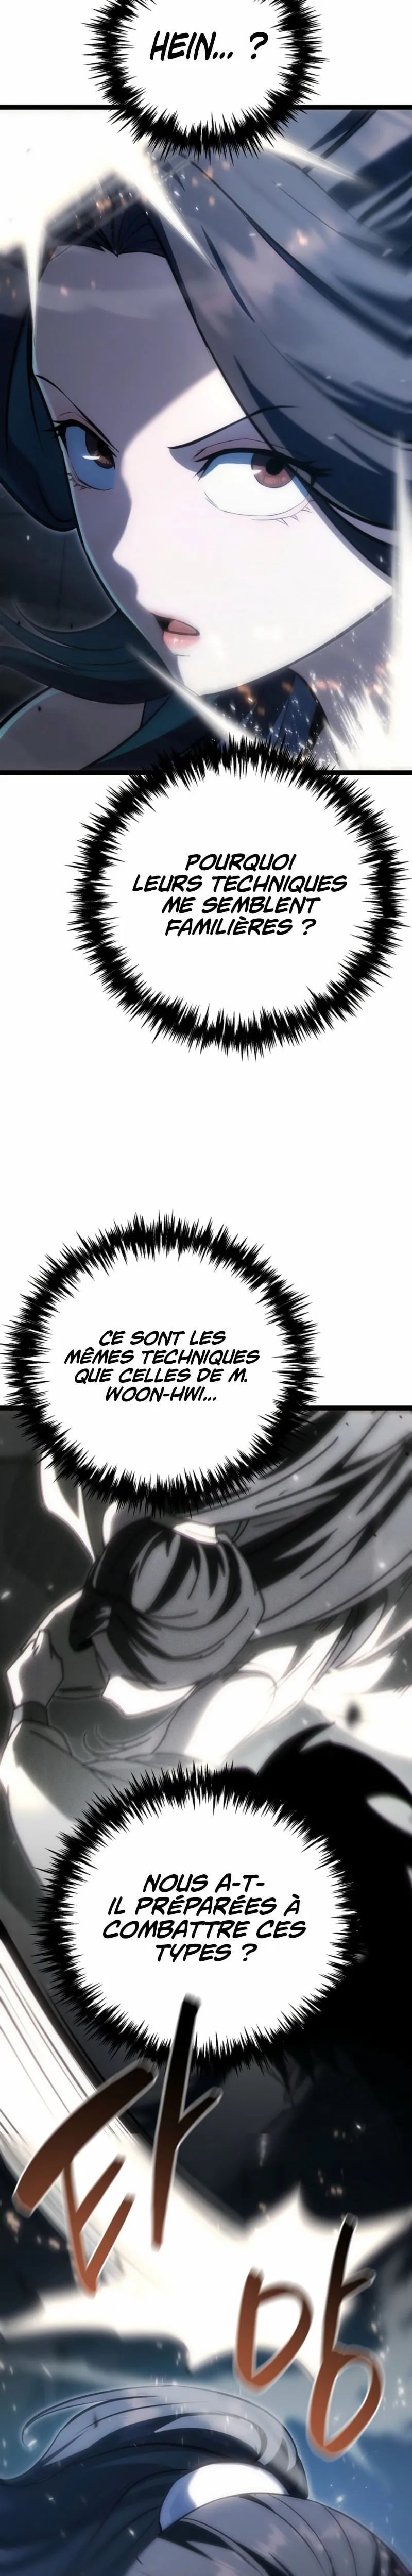 HEIN... ?
POURQUOI
LEURS TECHNIQUES
ME SEMBLENT
FAMILIÈRES ?
CE SONT LES
MÊMES TECHNIQUES
QUE CELLES DE M.
WOON-HWI...
NOUS A-T-
IL PRÉPARÉES À
COMBATTRE CES
TYPES ?
타
앙